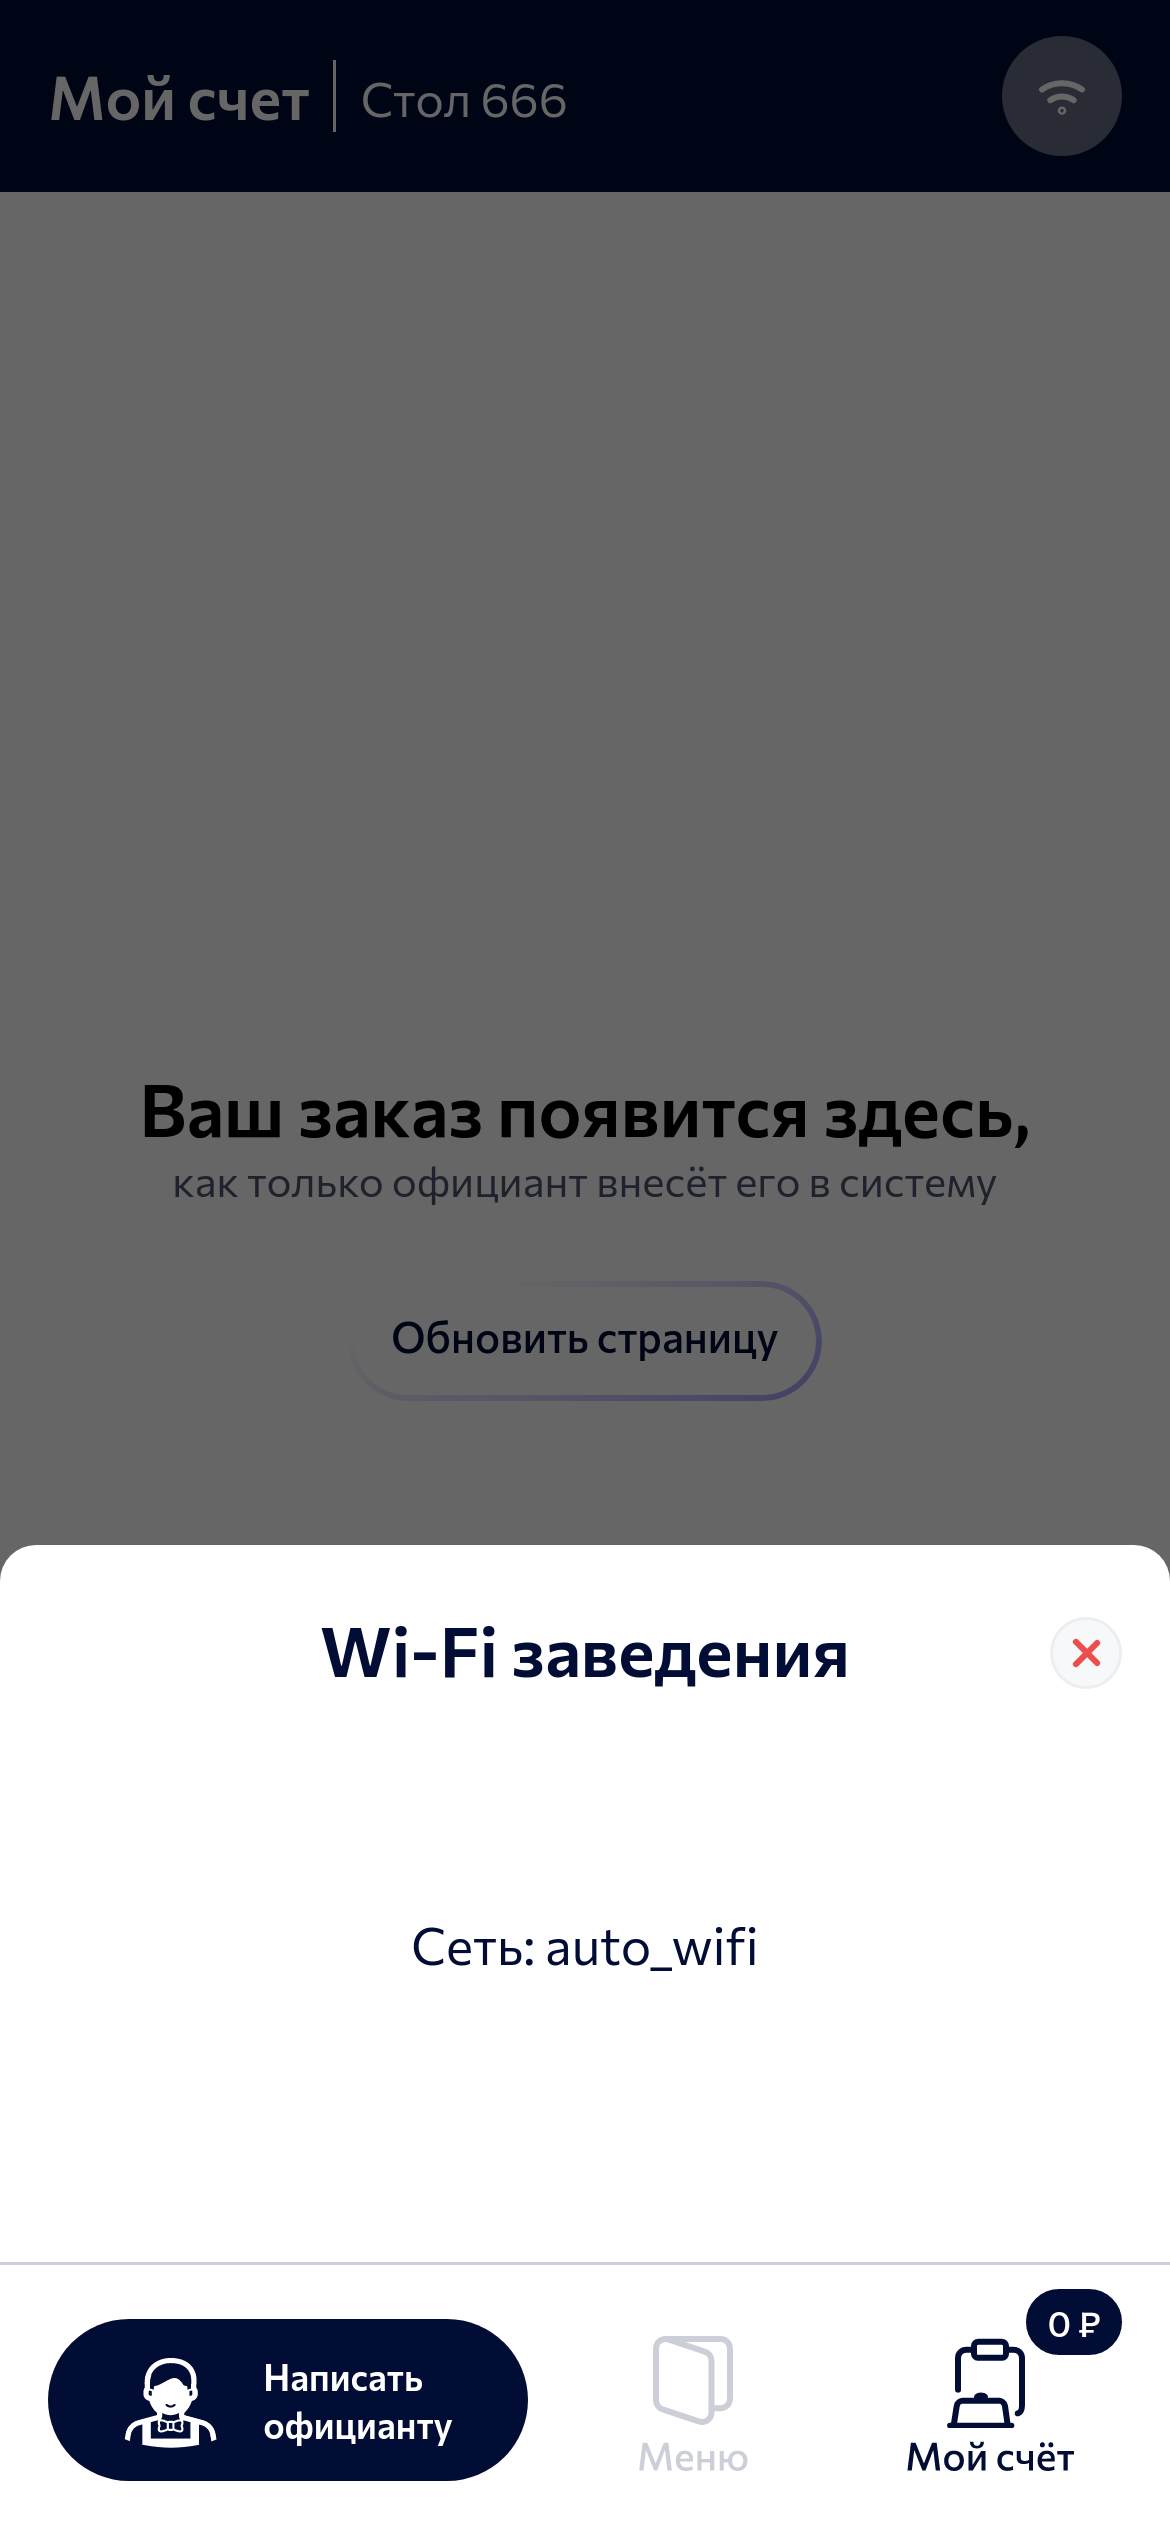 Мой счет
Стол 666
Ваш заказ появится здесь,
как только официант внесёт его в систему
Обновить страницу
Wi-Fi заведения
Сеть: auto_wifi
0 ₽
Написать
официанту
Меню
Мой счёт